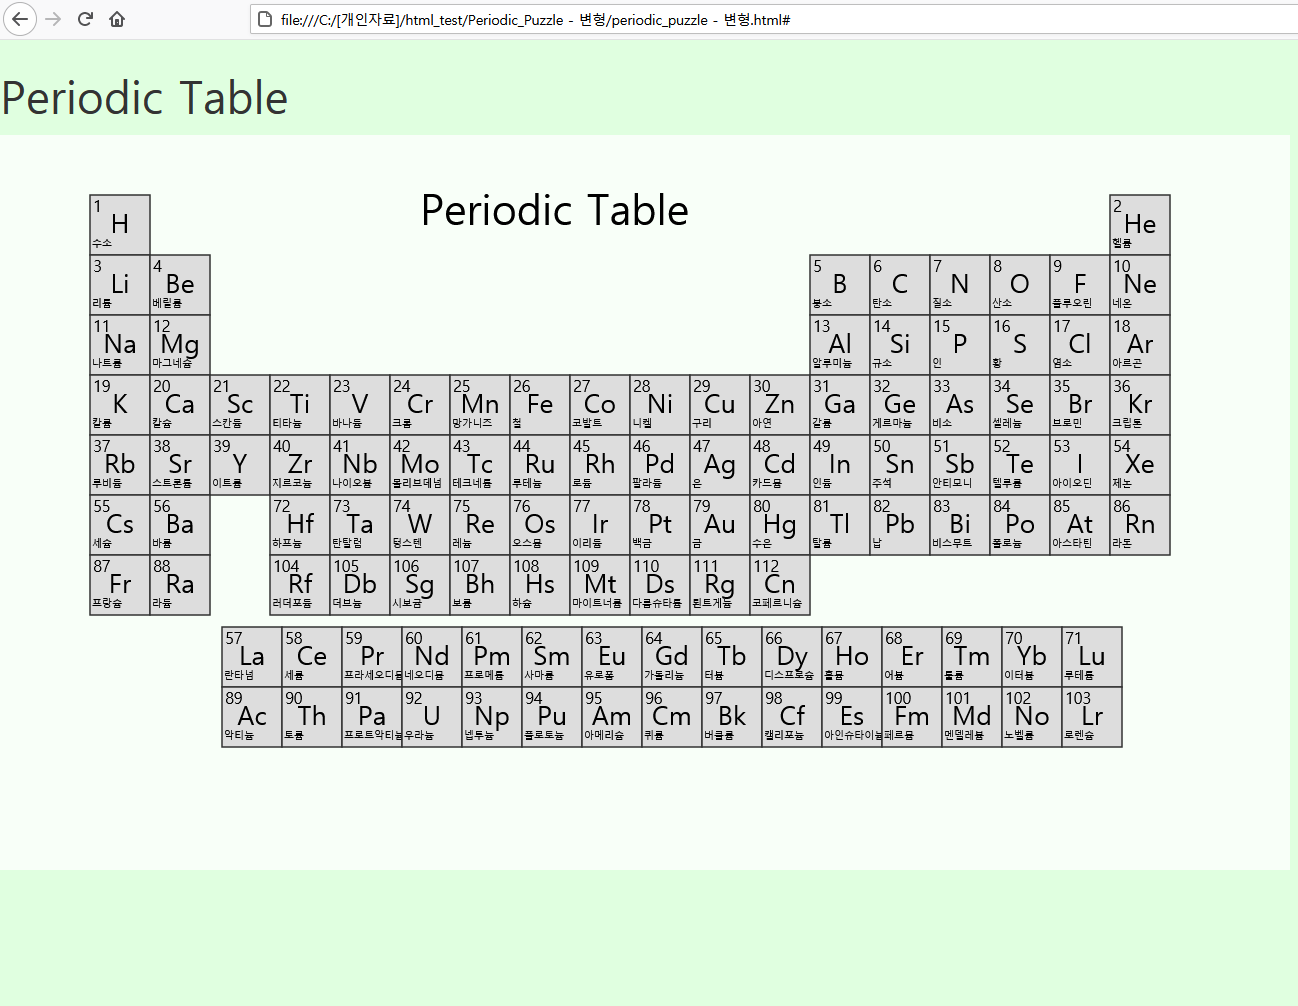 file:///C:/[개인자료]/html_test/Periodic_Puzzle - 변형/periodic_puzzle - 변형.html#
Periodic Table
Periodic Table
1 H 수소
2 He 헬륨
3 Li 리튬
4 Be 베릴륨
5 B 붕소
6 C 탄소
7 N 질소
8 O 산소
9 F 플루오린
10 Ne 네온
11 Na 나트륨
12 Mg 마그네슘
13 Al 알루미늄
14 Si 규소
15 P 인
16 S 황
17 Cl 염소
18 Ar 아르곤
19 K 칼륨
20 Ca 칼슘
21 Sc 스칸듐
22 Ti 티타늄
23 V 바나듐
24 Cr 크롬
25 Mn 망가니즈
26 Fe 철
27 Co 코발트
28 Ni 니켈
29 Cu 구리
30 Zn 아연
31 Ga 갈륨
32 Ge 게르마늄
33 As 비소
34 Se 셀레늄
35 Br 브로민
36 Kr 크립톤
37 Rb 루비듐
38 Sr 스트론튬
39 Y 이트륨
40 Zr 지르코늄
41 Nb 나이오븀
42 Mo 몰리브데넘
43 Tc 테크네튬
44 Ru 루테늄
45 Rh 로듐
46 Pd 팔라듐
47 Ag 은
48 Cd 카드뮴
49 In 인듐
50 Sn 주석
51 Sb 안티모니
52 Te 텔루륨
53 I 아이오딘
54 Xe 제논
55 Cs 세슘
56 Ba 바륨
72 Hf 하프늄
73 Ta 탄탈럼
74 W 텅스텐
75 Re 레늄
76 Os 오스뮴
77 Ir 이리듐
78 Pt 백금
79 Au 금
80 Hg 수은
81 Tl 탈륨
82 Pb 납
83 Bi 비스무트
84 Po 폴로늄
85 At 아스타틴
86 Rn 라돈
87 Fr 프랑슘
88 Ra 라듐
104 Rf 러더포듐
105 Db 더브늄
106 Sg 시보귬
107 Bh 보륨
108 Hs 하슘
109 Mt 마이트너륨
110 Ds 다름슈타튬
111 Rg 뢴트게늄
112 Cn 코페르니슘
57 La 란타넘
58 Ce 세륨
59 Pr 프라세오디뮴
60 Nd 네오디뮴
61 Pm 프로메튬
62 Sm 사마륨
63 Eu 유로퓸
64 Gd 가돌리늄
65 Tb 터븀
66 Dy 디스프로슘
67 Ho 홀뮴
68 Er 어븀
69 Tm 툴륨
70 Yb 이터븀
71 Lu 루테튬
89 Ac 악티늄
90 Th 토륨
91 Pa 프로트악티늄
92 U 우라늄
93 Np 넵투늄
94 Pu 플루토늄
95 Am 아메리슘
96 Cm 퀴륨
97 Bk 버클륨
98 Cf 캘리포늄
99 Es 아인슈타이늄
100 Fm 페르뮴
101 Md 멘델레븀
102 No 노벨륨
103 Lr 로렌슘